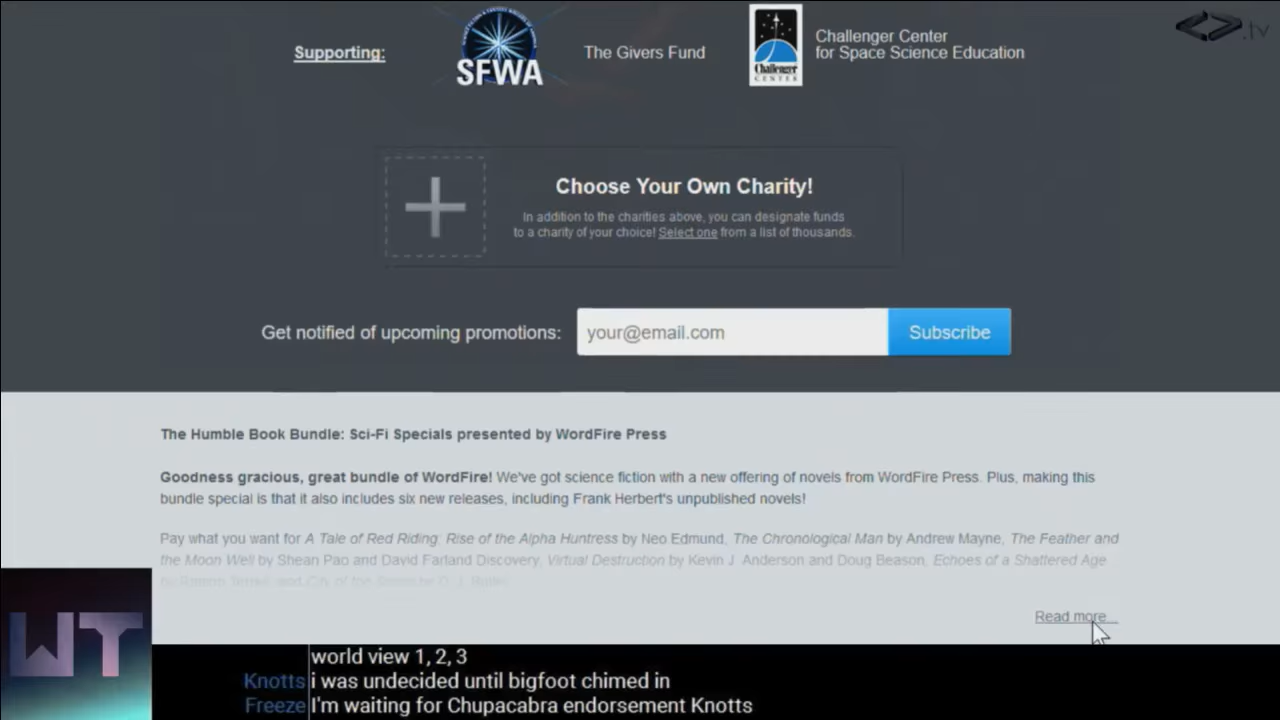 .tv
Supporting:
SFWA
The Givers Fund
Challenger
CENTER
Challenger Center
for Space Science Education
Choose Your Own Charity!
In addition to the charities above, you can designate funds
to a charity of your choice! Select one from a list of thousands.
Get notified of upcoming promotions:
your@email.com
Subscribe
The Humble Book Bundle: Sci-Fi Specials presented by WordFire Press
Goodness gracious, great bundle of WordFire! We've got science fiction with a new offering of novels from WordFire Press. Plus, making this
bundle special is that it also includes six new releases, including Frank Herbert's unpublished novels!
Pay what you want for A Tale of Red Riding: Rise of the Alpha Huntress by Neo Edmund, The Chronological Man by Andrew Mayne, The Feather and
the Moon Well by Shean Pao and David Farland Discovery, Virtual Destruction by Kevin J. Anderson and Doug Beason, Echoes of a Shattered Age
and City of the by D. J. Butler
Read more...
WT
world view 1, 2, 3
Knotts i was undecided until bigfoot chimed in
Freeze I'm waiting for Chupacabra endorsement Knotts